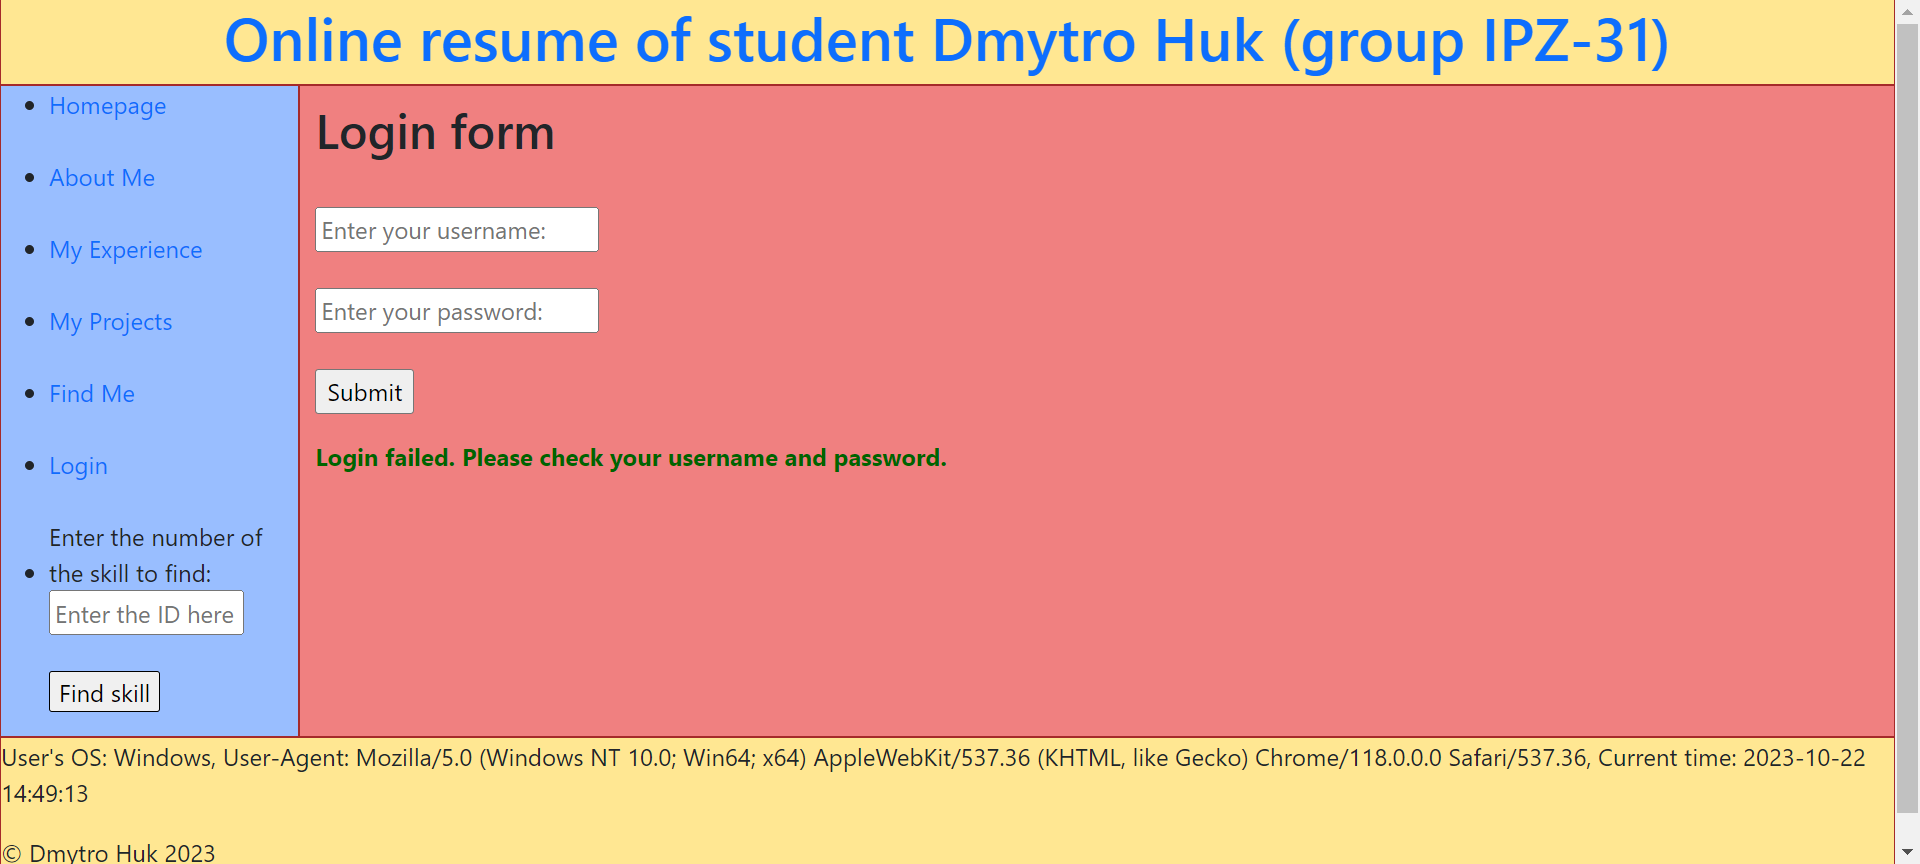 Online resume of student Dmytro Huk (group IPZ-31)
Homepage
About Me
My Experience
My Projects
Find Me
Login
Enter the number of
the skill to find:
Enter the ID here
Find skill
Login form
Enter your username:
Enter your password:
Submit
Login failed. Please check your username and password.
User's OS: Windows, User-Agent: Mozilla/5.0 (Windows NT 10.0; Win64; x64) AppleWebKit/537.36 (KHTML, like Gecko) Chrome/118.0.0.0 Safari/537.36, Current time: 2023-10-22
14:49:13
© Dmytro Huk 2023